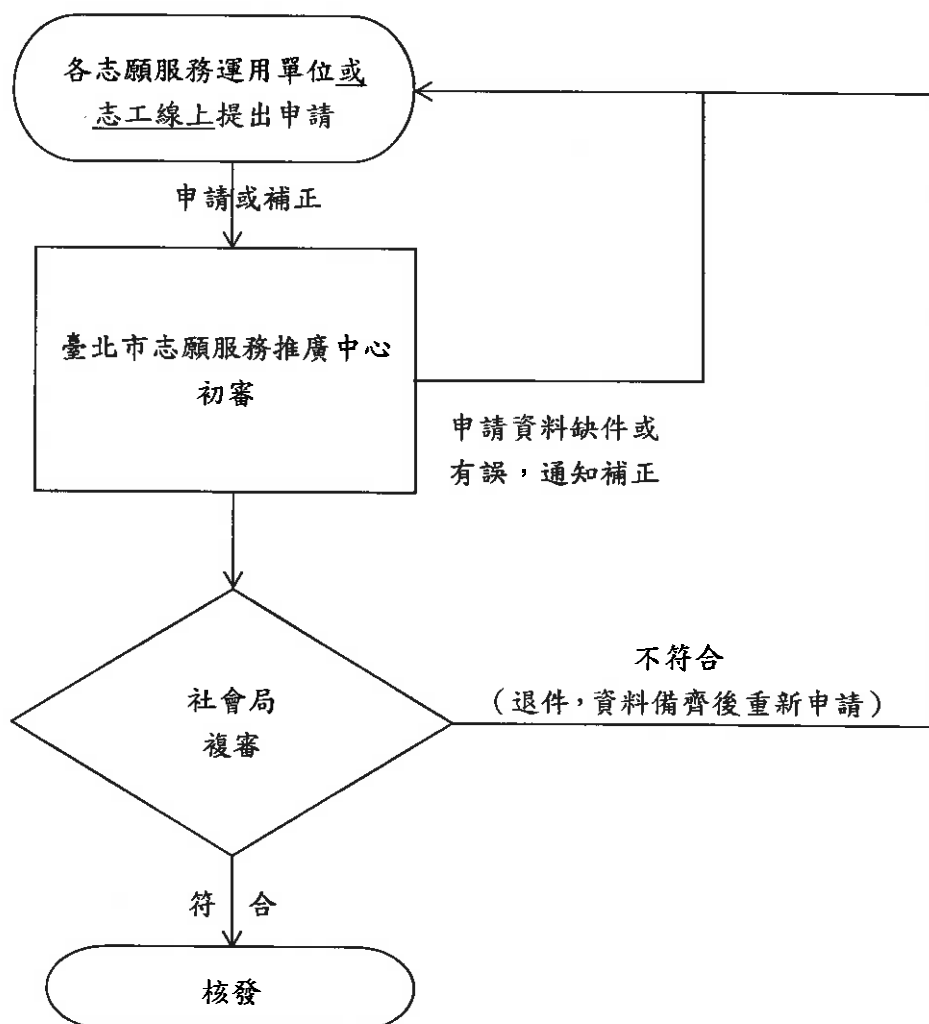 各志願服務運用單位或
志工線上提出申請
申請或補正
臺北市志願服務推廣中心
初審
申請資料缺件或
有誤，通知補正
社會局
複審
不符合
（退件，資料備齊後重新申請）
符 合
核發